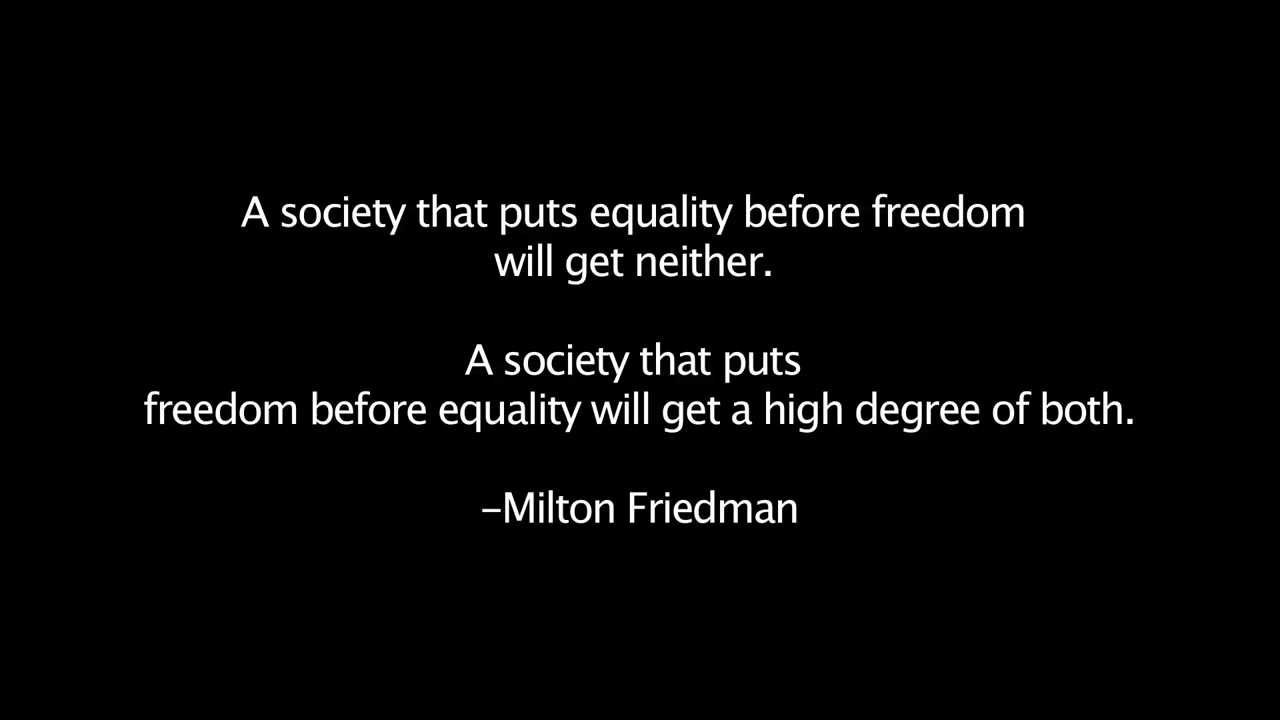 A society that puts equality before freedom
will get neither.
A society that puts
freedom before equality will get a high degree of both.
–Milton Friedman